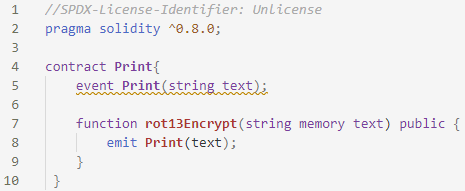 1 //SPDX-License-Identifier: Unlicense
2 pragma solidity ^0.8.0;
3
4 contract Print{
5 event Print(string text);
6
7 function rot13Encrypt(string memory text) public {
8 emit Print(text);
9 }
10 }